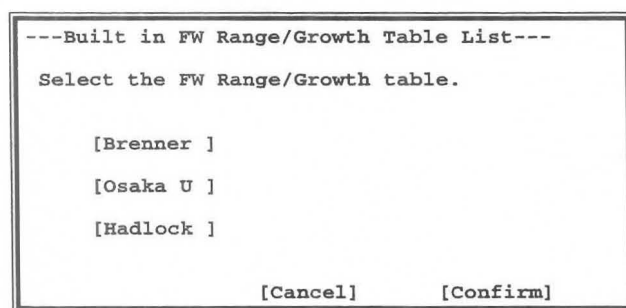 ---Built in FW Range/Growth Table List---
Select the FW Range/Growth table.
[Brenner ]
[Osaka U ]
[Hadlock ]
[Cancel] [Confirm]